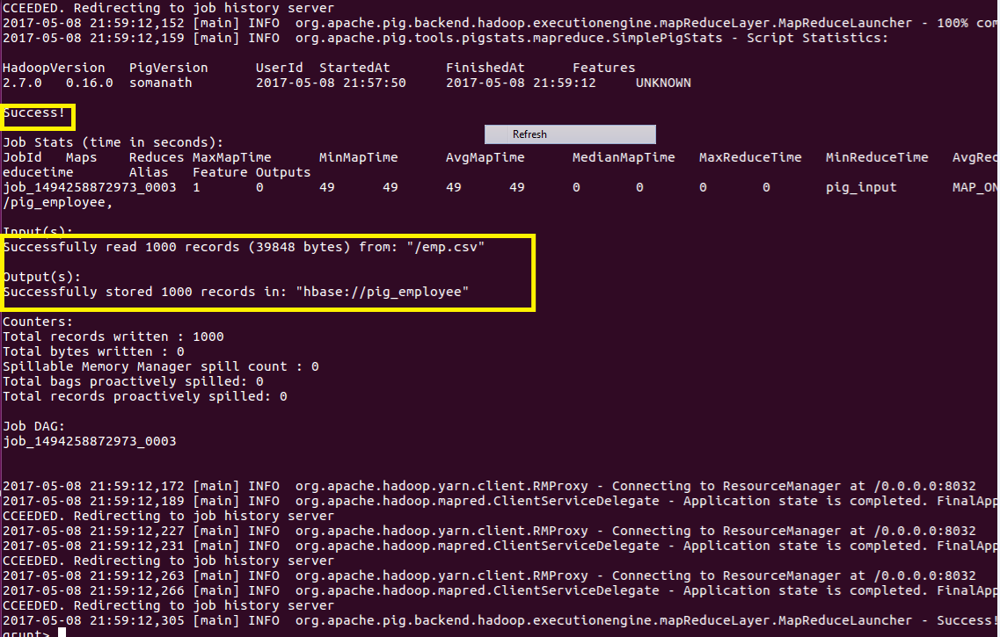 CCEEDED. Redirecting to job history server
2017-05-08 21:59:12,152 [main] INFO  org.apache.pig.backend.hadoop.executionengine.mapReduceLayer.MapReduceLauncher - 100% com
2017-05-08 21:59:12,159 [main] INFO  org.apache.pig.tools.pigstats.mapreduce.SimplePigStats - Script Statistics:
HadoopVersion   PigVersion      UserId  StartedAt       FinishedAt      Features
2.7.0   0.16.0  somanath        2017-05-08 21:57:50     2017-05-08 21:59:12     UNKNOWN
Success!
Refresh
Job Stats (time in seconds):
JobId   Maps    Reduces MaxMapTime      MinMapTime      AvgMapTime      MedianMapTime   MaxReduceTime   MinReduceTime   AvgRed
educetime       Alias   Feature Outputs
job_1494258872973_0003  1       0       49      49      49      49      0       0       0       0       pig_input       MAP_ON
/pig_employee,
Input(s):
Successfully read 1000 records (39848 bytes) from: "/emp.csv"
Output(s):
Successfully stored 1000 records in: "hbase://pig_employee"
Counters:
Total records written : 1000
Total bytes written : 0
Spillable Memory Manager spill count : 0
Total bags proactively spilled: 0
Total records proactively spilled: 0
Job DAG:
job_1494258872973_0003
2017-05-08 21:59:12,172 [main] INFO  org.apache.hadoop.yarn.client.RMProxy - Connecting to ResourceManager at /0.0.0.0:8032
2017-05-08 21:59:12,189 [main] INFO  org.apache.hadoop.mapred.ClientServiceDelegate - Application state is completed. FinalApp
CCEEDED. Redirecting to job history server
2017-05-08 21:59:12,227 [main] INFO  org.apache.hadoop.yarn.client.RMProxy - Connecting to ResourceManager at /0.0.0.0:8032
2017-05-08 21:59:12,231 [main] INFO  org.apache.hadoop.mapred.ClientServiceDelegate - Application state is completed. FinalApp
CCEEDED. Redirecting to job history server
2017-05-08 21:59:12,263 [main] INFO  org.apache.hadoop.yarn.client.RMProxy - Connecting to ResourceManager at /0.0.0.0:8032
2017-05-08 21:59:12,266 [main] INFO  org.apache.hadoop.mapred.ClientServiceDelegate - Application state is completed. FinalApp
CCEEDED. Redirecting to job history server
2017-05-08 21:59:12,305 [main] INFO  org.apache.pig.backend.hadoop.executionengine.mapReduceLayer.MapReduceLauncher - Success!
grunt>